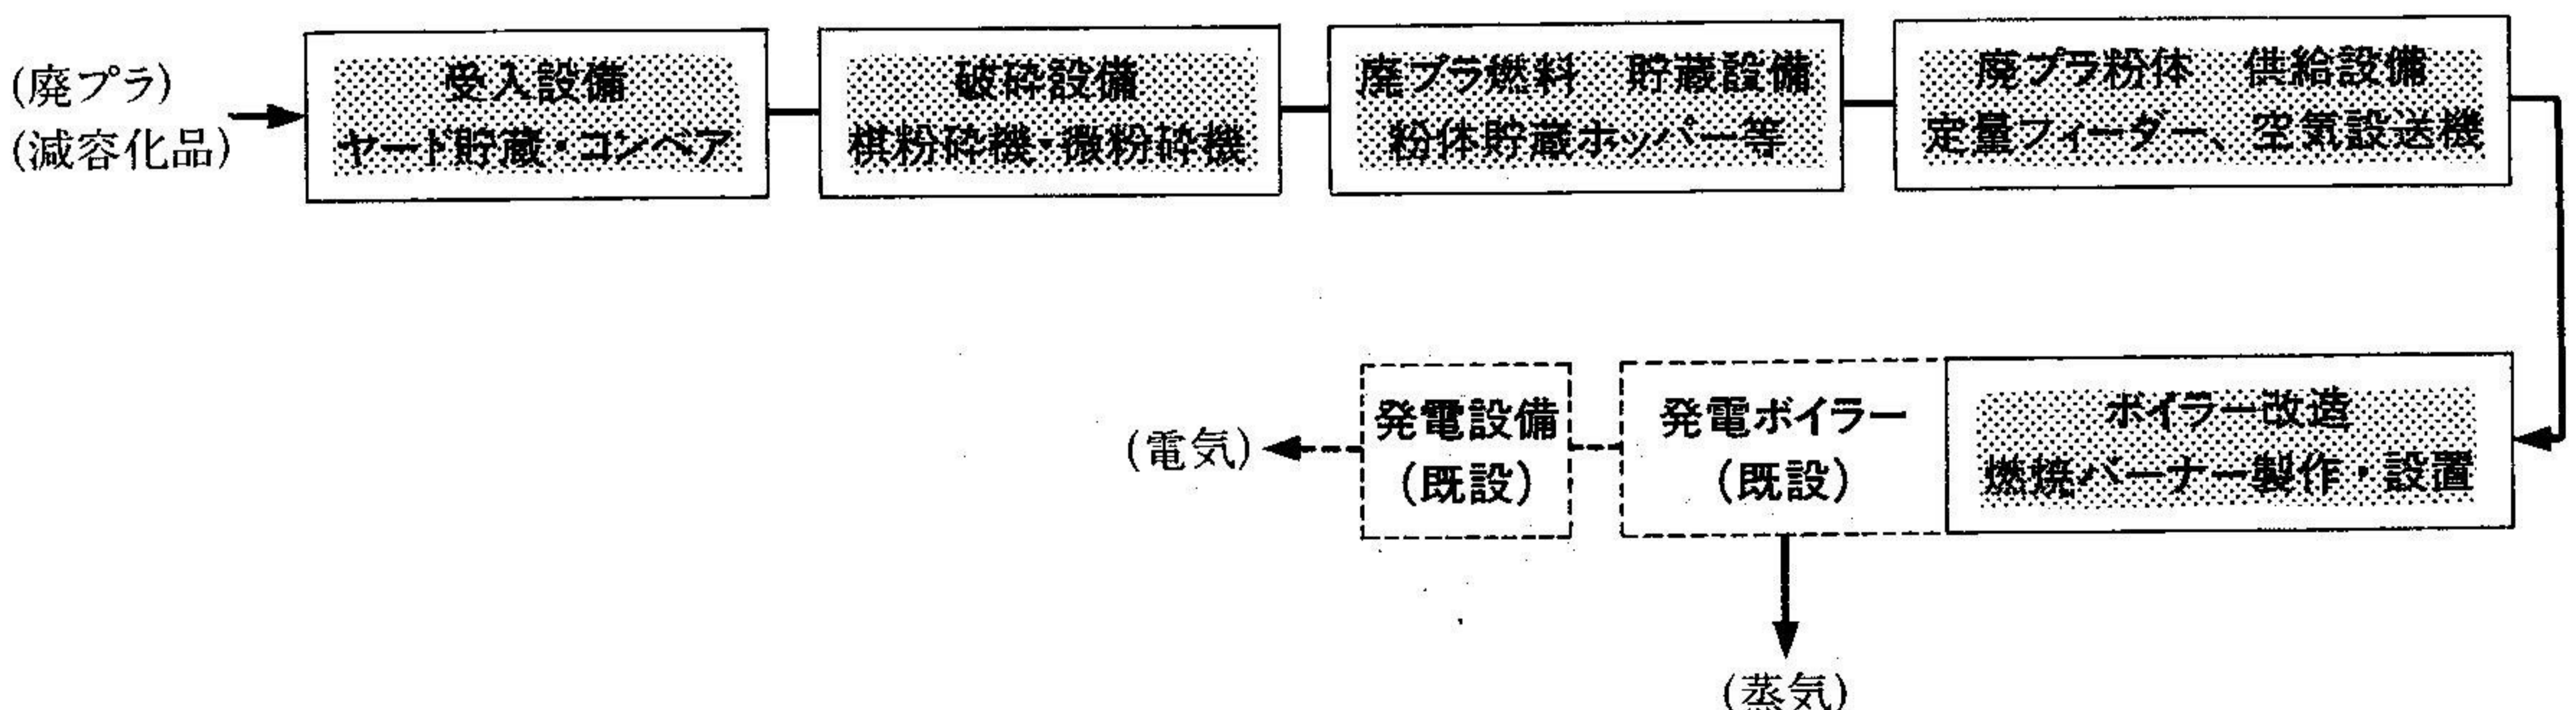 (廃プラ)
(減容化品)
受入設備
ヤード貯蔵・コンベア
破砕設備
棋粉砕機・微粉砕機
廃プラ燃料 貯蔵設備
粉体貯蔵ホッパー等
廃プラ粉体 供給設備
定量フィーダー、空気設送機
ボイラー改造
燃焼バーナー製作・設置
発電ボイラー
(既設)
発電設備
(既設)
(電気)
(蒸気)